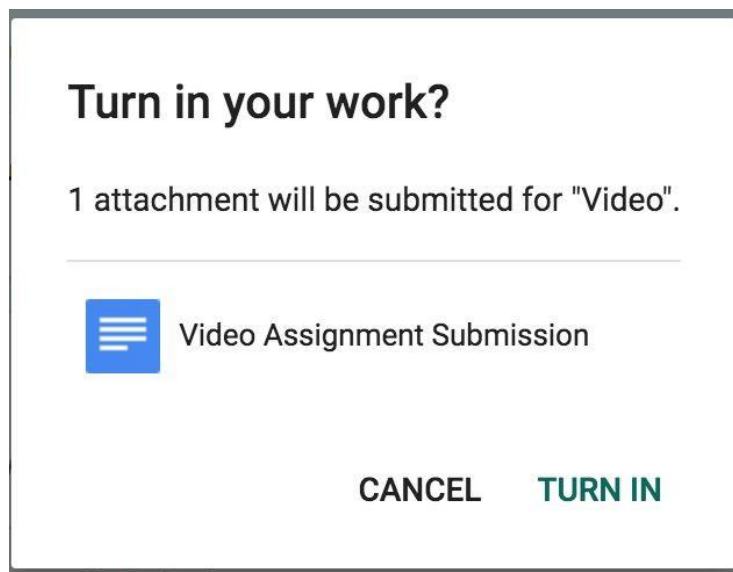 Turn in your work?
1 attachment will be submitted for "Video".
Video Assignment Submission
CANCEL TURN IN